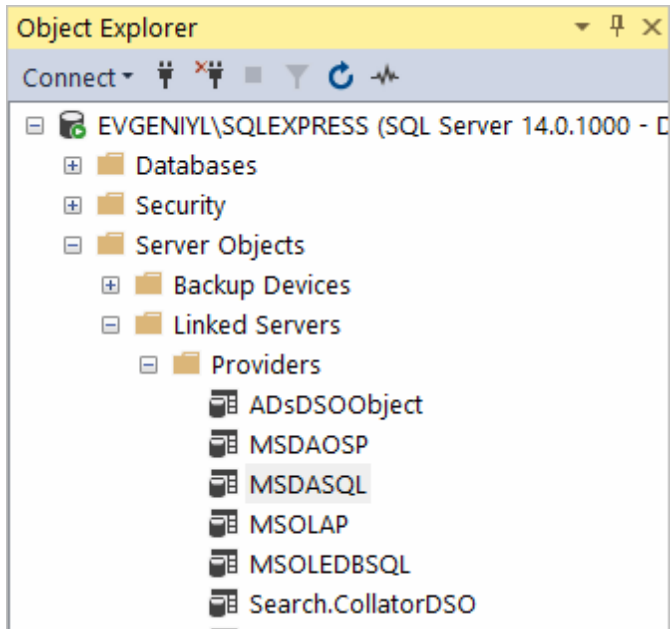 Object Explorer
Connect
EVGENIYL\SQLEXPRESS (SQL Server 14.0.1000 - D
Databases
Security
Server Objects
Backup Devices
Linked Servers
Providers
ADsDSOObject
MSDAOSP
MSDASQL
MSOLAP
MSOLEDBSQL
Search.CollatorDSO